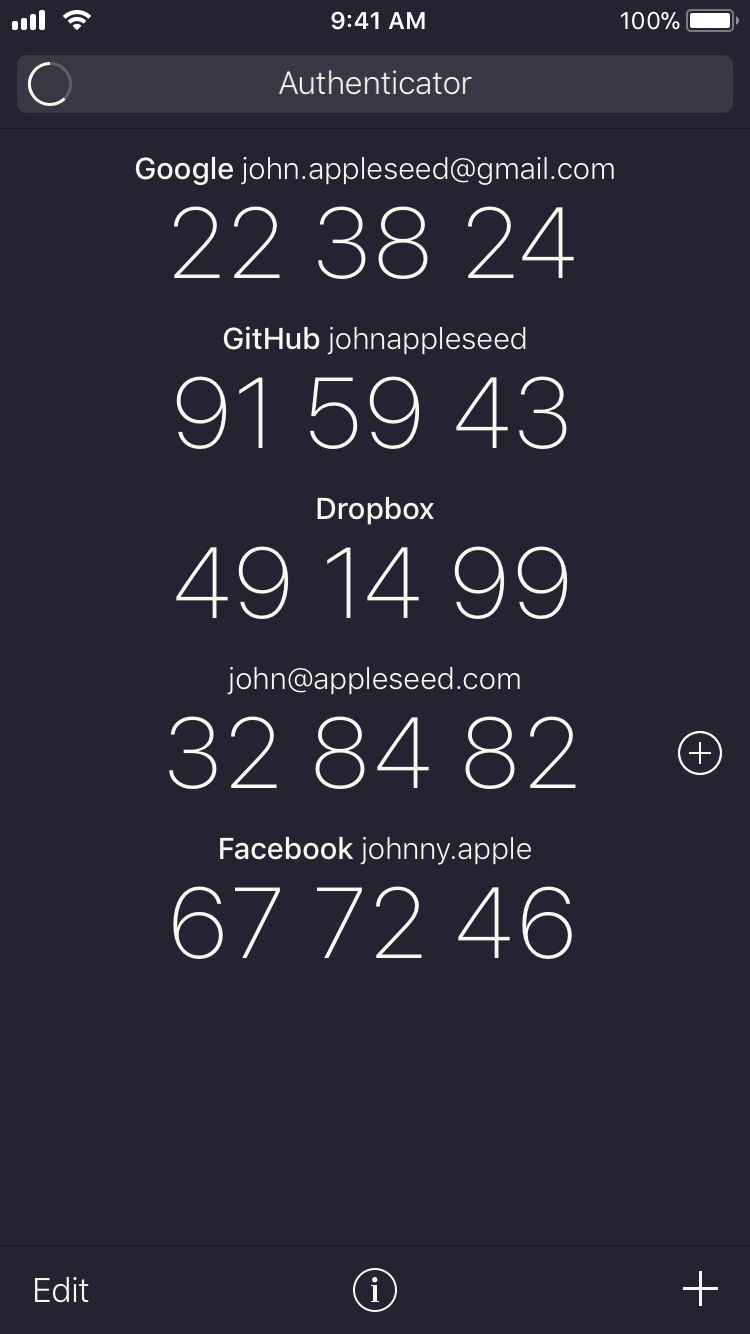 9:41 AM 100%
Authenticator
Google john.appleseed@gmail.com
22 38 24
GitHub johnappleseed
91 59 43
Dropbox
49 14 99
john@appleseed.com
32 84 82
Facebook johnny.apple
67 72 46
Edit i